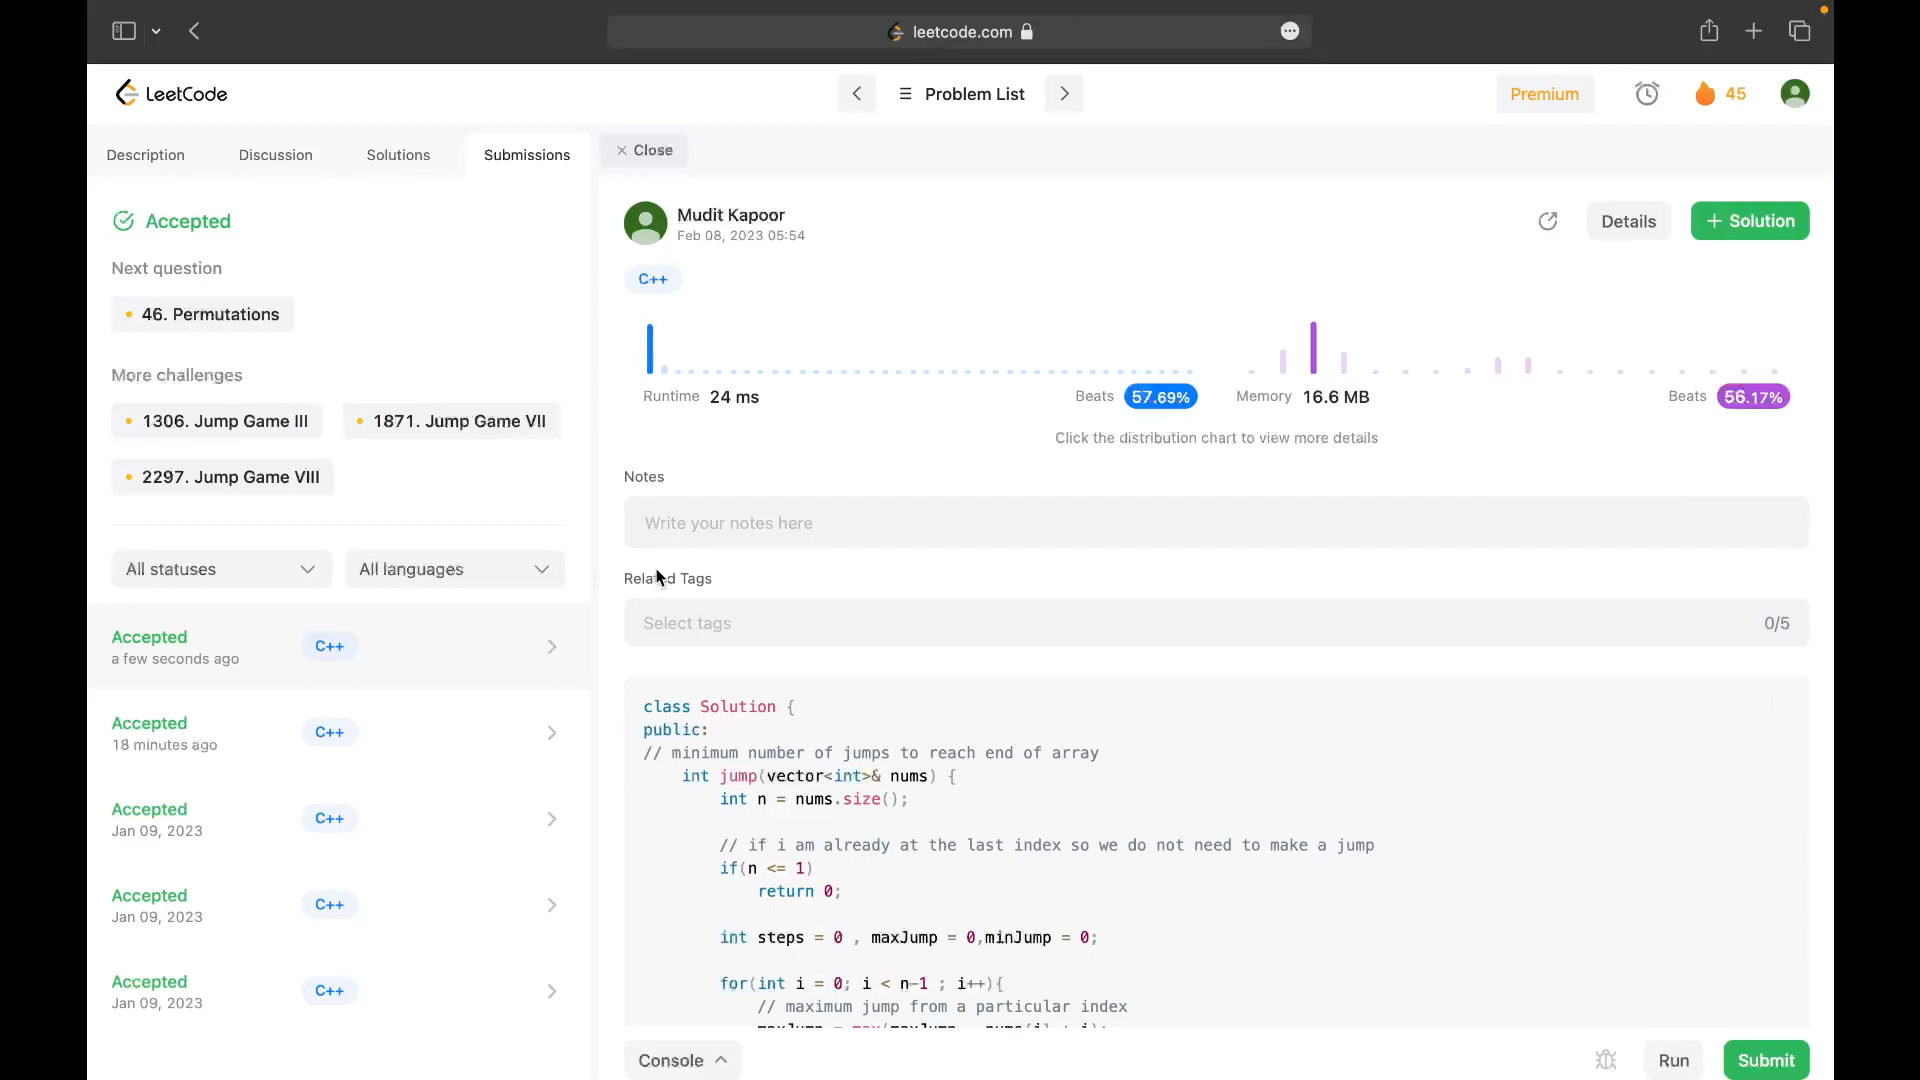 leetcode.com
LeetCode
Problem List
Premium
45
Description
Discussion
Solutions
Submissions
Close
Accepted
Next question
46. Permutations
More challenges
1306. Jump Game III
1871. Jump Game VII
2297. Jump Game VIII
All statuses
All languages
Accepted
a few seconds ago
C++
Accepted
18 minutes ago
C++
Accepted
Jan 09, 2023
C++
Accepted
Jan 09, 2023
C++
Accepted
Jan 09, 2023
C++
Mudit Kapoor
Feb 08, 2023 05:54
Details
+ Solution
C++
Runtime 24 ms
Beats 57.69%
Memory 16.6 MB
Beats 56.17%
Click the distribution chart to view more details
Notes
Write your notes here
Related Tags
Select tags
0/5
class Solution {
public:
// minimum number of jumps to reach end of array
int jump(vector<int>& nums) {
int n = nums.size();
// if i am already at the last index so we do not need to make a jump
if(n <= 1)
return 0;
int steps = 0 , maxJump = 0,minJump = 0;
for(int i = 0; i < n-1 ; i++){
// maximum jump from a particular index
Console
Run
Submit